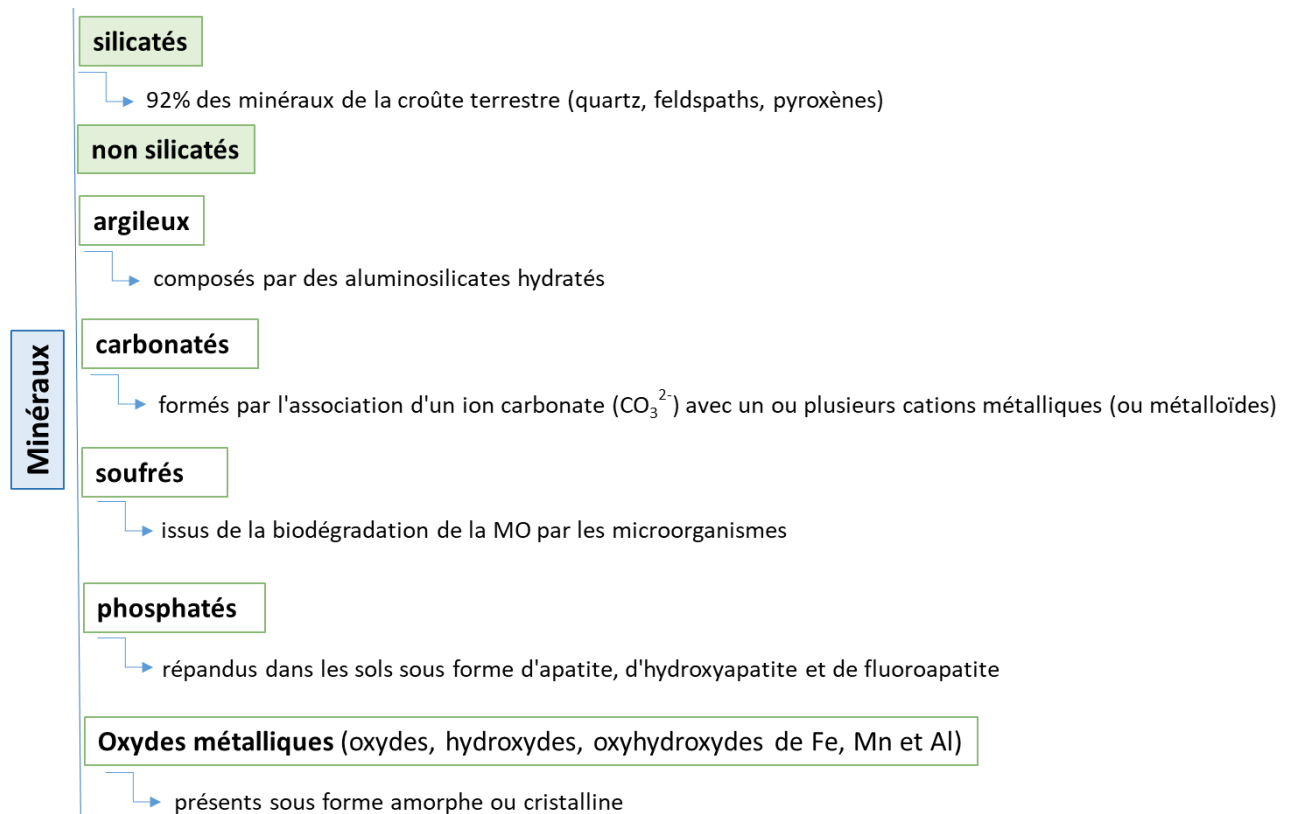 silicatés
92% des minéraux de la croûte terrestre (quartz, feldspaths, pyroxènes)
non silicatés
argileux
composés par des aluminosilicates hydratés
Minéraux
carbonatés
formés par l'association d'un ion carbonate (CO₃²⁻) avec un ou plusieurs cations métalliques (ou métalloïdes)
soufrés
issus de la biodégradation de la MO par les microorganismes
phosphatés
répandus dans les sols sous forme d'apatite, d'hydroxyapatite et de fluoroapatite
Oxydes métalliques (oxydes, hydroxydes, oxyhydroxydes de Fe, Mn et Al)
présents sous forme amorphe ou cristalline